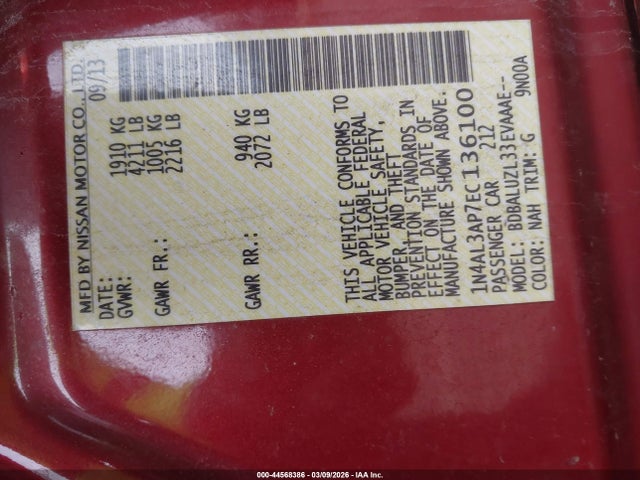 MFD BY NISSAN MOTOR CO., LTD.
DATE: 09/13
GVWR: 1910 KG
4211 LB
GAWR FR.: 1005 KG
2216 LB
GAWR RR.: 940 KG
2072 LB
THIS VEHICLE CONFORMS TO
ALL APPLICABLE FEDERAL
MOTOR VEHICLE SAFETY,
BUMPER, AND THEFT
PREVENTION STANDARDS IN
EFFECT ON THE DATE OF
MANUFACTURE SHOWN ABOVE.
1N4AL3AP7EC136100
PASSENGER CAR 212
MODEL: BDBALUZL33EVAAAE--
COLOR: NAH TRIM: G 9N00A
000-44568386 - 03/09/2026 - IAA Inc.